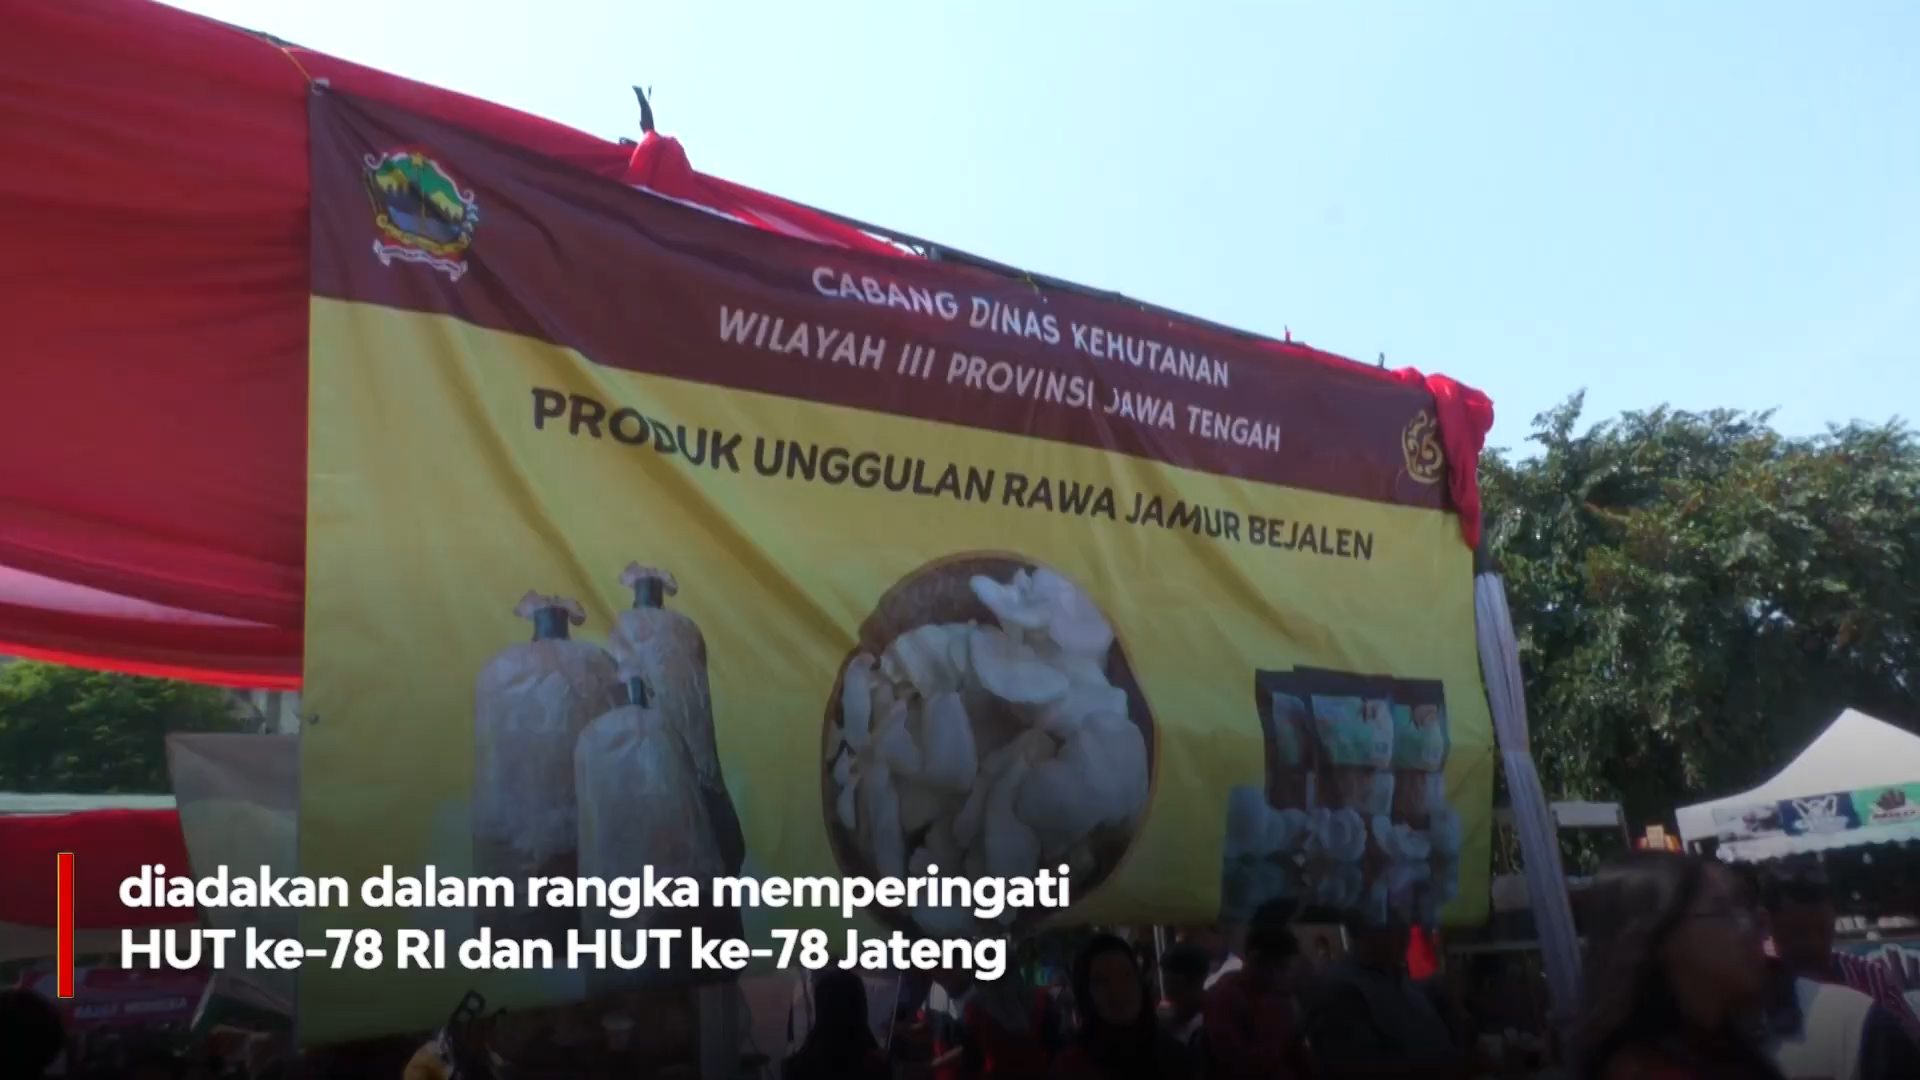 CABANG DINAS KEHUTANAN
WILAYAH III PROVINSI JAWA TENGAH
PRODUK UNGGULAN RAWA JAMUR BEJALEN
diadakan dalam rangka memperingati
HUT ke-78 RI dan HUT ke-78 Jateng